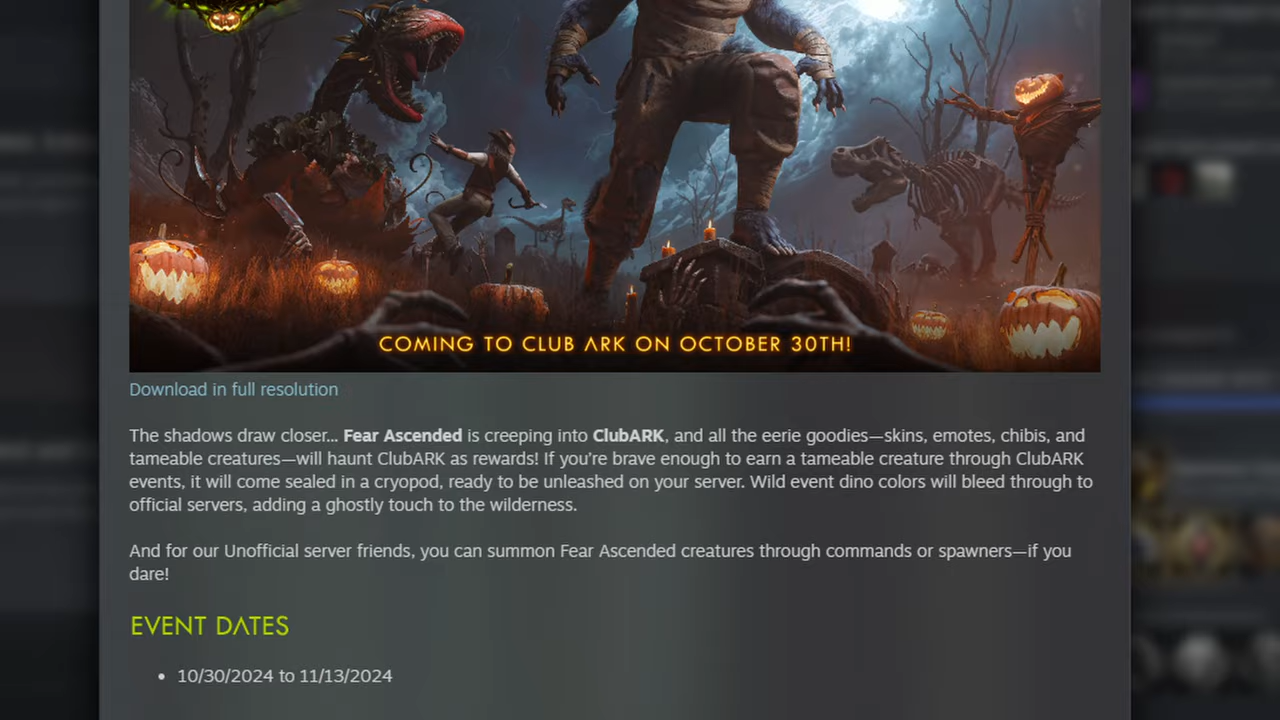 COMING TO CLUB ARK ON OCTOBER 30TH!
Download in full resolution
The shadows draw closer... Fear Ascended is creeping into ClubARK, and all the eerie goodies—skins, emotes, chibis, and
tameable creatures—will haunt ClubARK as rewards! If you're brave enough to earn a tameable creature through ClubARK
events, it will come sealed in a cryopod, ready to be unleashed on your server. Wild event dino colors will bleed through to
official servers, adding a ghostly touch to the wilderness.
And for our Unofficial server friends, you can summon Fear Ascended creatures through commands or spawners—if you
dare!
EVENT DATES
• 10/30/2024 to 11/13/2024